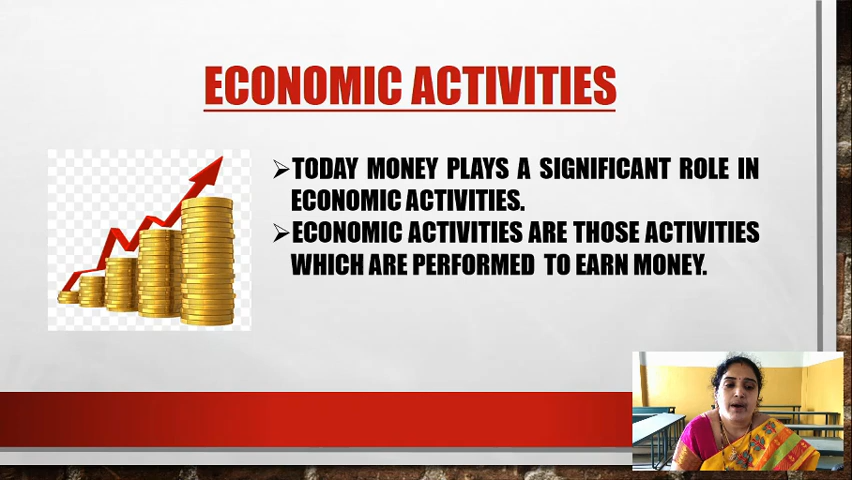 ECONOMIC ACTIVITIES
➢TODAY MONEY PLAYS A SIGNIFICANT ROLE IN
ECONOMIC ACTIVITIES.
➢ECONOMIC ACTIVITIES ARE THOSE ACTIVITIES
WHICH ARE PERFORMED TO EARN MONEY.